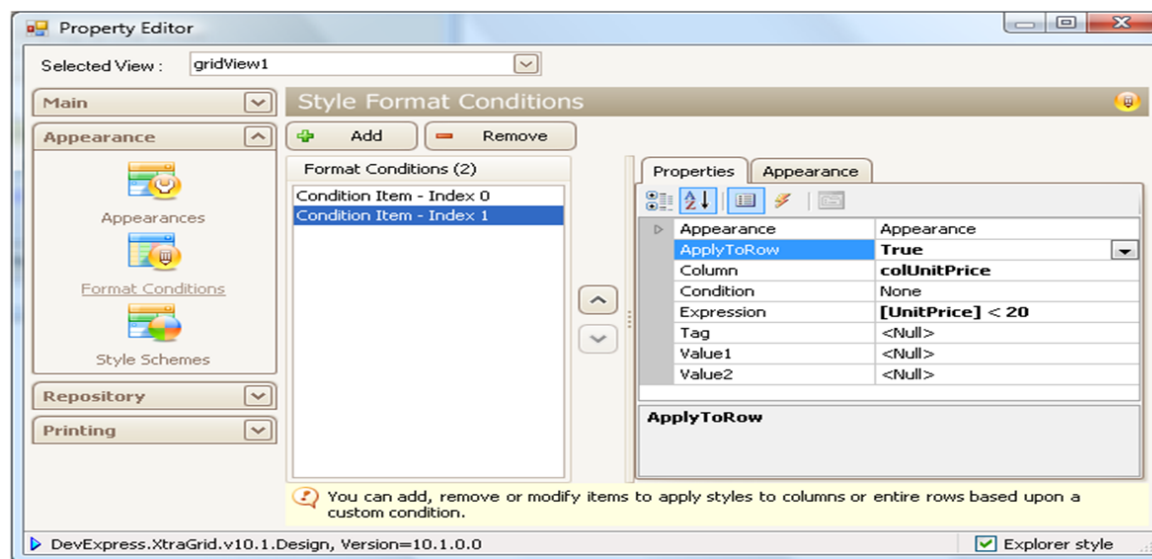 Property Editor
Selected View : gridView1
Main
Appearance
Appearances
Format Conditions
Style Schemes
Repository
Printing
Style Format Conditions
Add Remove
Format Conditions (2)
Condition Item - Index 0
Condition Item - Index 1
Properties Appearance
Appearance Appearance
ApplyToRow True
Column colUnitPrice
Condition None
Expression [UnitPrice] < 20
Tag <Null>
Value1 <Null>
Value2 <Null>
ApplyToRow
You can add, remove or modify items to apply styles to columns or entire rows based upon a
custom condition.
DevExpress.XtraGrid.v10.1.Design, Version=10.1.0.0 Explorer style